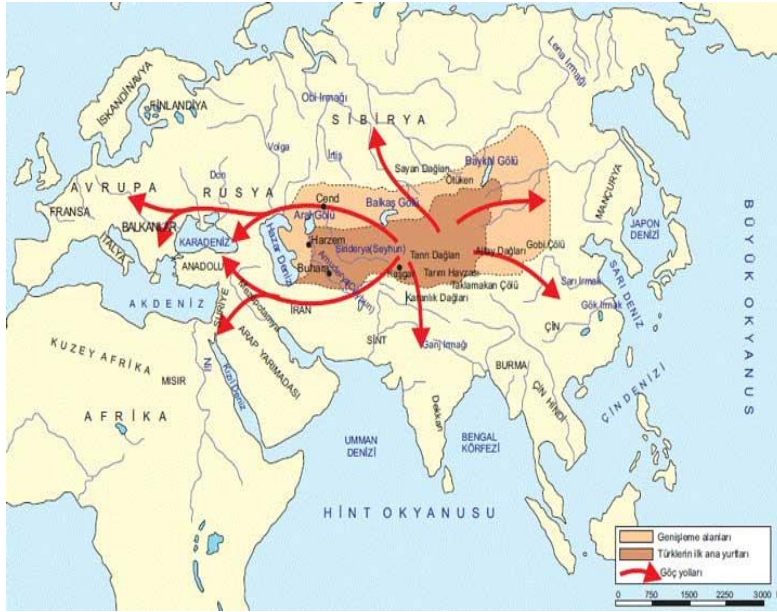 İSKANDİNAVYA
FİNLANDİYA
Obi Irmağı
SİBİRYA
Lena Irmağı
Volga
İrtiş
Don
AVRUPA
RUSYA
FRANSA
BALKANLAR
İTALYA
KARADENİZ
ANADOLU
Hazar Denizi
Cend
Aral Gölü
Harzem
Buhara
Balkaş Gölü
Sirderya(Seyhun)
Sayan Dağları
Ötüken
Baykal Gölü
Tanrı Dağları
Altay Dağları
Gobi Çölü
Kaşgar
Tarım Havzası
Taklamakan Çölü
Karanlık Dağları
MANÇURYA
JAPON
DENİZİ
SARI DENİZ
Sarı Irmak
Gök Irmak
ÇİN
BÜYÜK OKYANUS
AKDENİZ
SURİYE
Mezopotamya
İRAN
KUZEY AFRIKA
MISIR
Nil
Kızıl Deniz
ARAP YARIMADASI
AFRİKA
SİNT
Ganj Irmağı
Dekkan
BURMA
ÇİN HİNDİ
ÇİN DENİZİ
UMMAN
DENİZİ
BENGAL
KÖRFEZİ
HİNT OKYANUSU
Genişleme alanları
Türklerin ilk ana yurtları
Göç yolları
0 750 1500 2250 3000